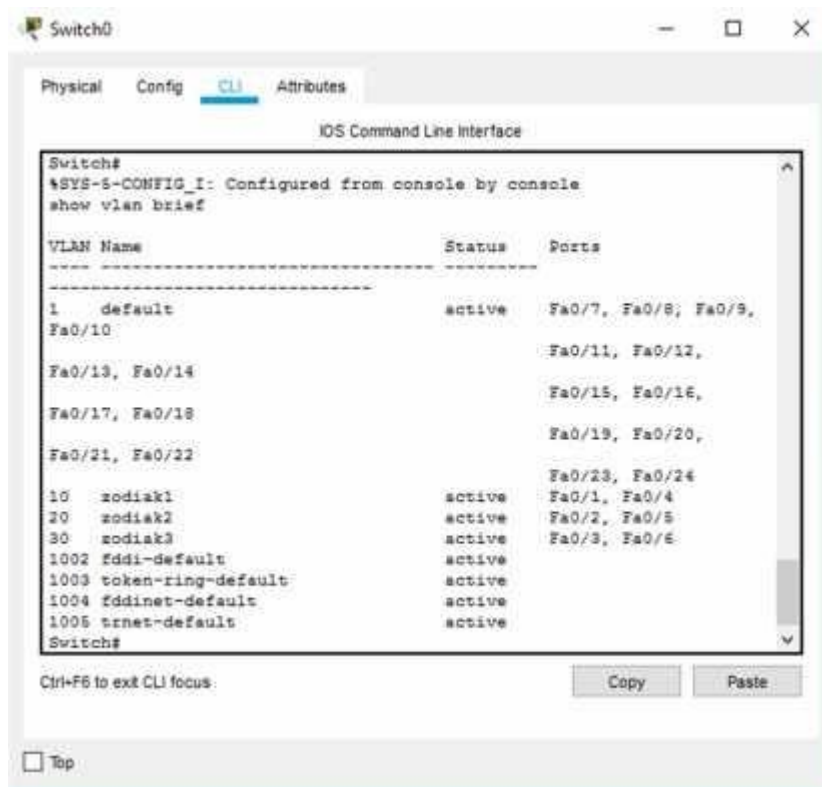 Switch0
Physical Config CLI Attributes
IOS Command Line Interface
Switch#
%SYS-5-CONFIG_I: Configured from console by console
show vlan brief
VLAN Name Status Ports
---- -------------------------------- --------- -------------------------------
1 default active Fa0/7, Fa0/8, Fa0/9,
Fa0/10
Fa0/11, Fa0/12,
Fa0/13, Fa0/14
Fa0/15, Fa0/16,
Fa0/17, Fa0/18
Fa0/19, Fa0/20,
Fa0/21, Fa0/22
Fa0/23, Fa0/24
10 zodiak1 active Fa0/1, Fa0/4
20 zodiak2 active Fa0/2, Fa0/5
30 zodiak3 active Fa0/3, Fa0/6
1002 fddi-default active
1003 token-ring-default active
1004 fddinet-default active
1005 trnet-default active
Switch#
Ctrl+F6 to exit CLI focus
Copy Paste
Top